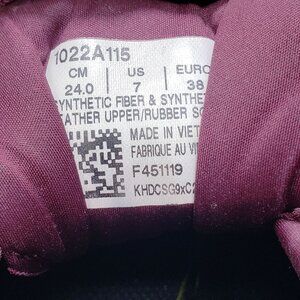 1022A115
CM US EURO
24.0 7 38
SYNTHETIC FIBER & SYNTHE
EATHER UPPER/RUBBER SO
MADE IN VIET
FABRIQUE AU VI
F451119
KHDCSG9xC2